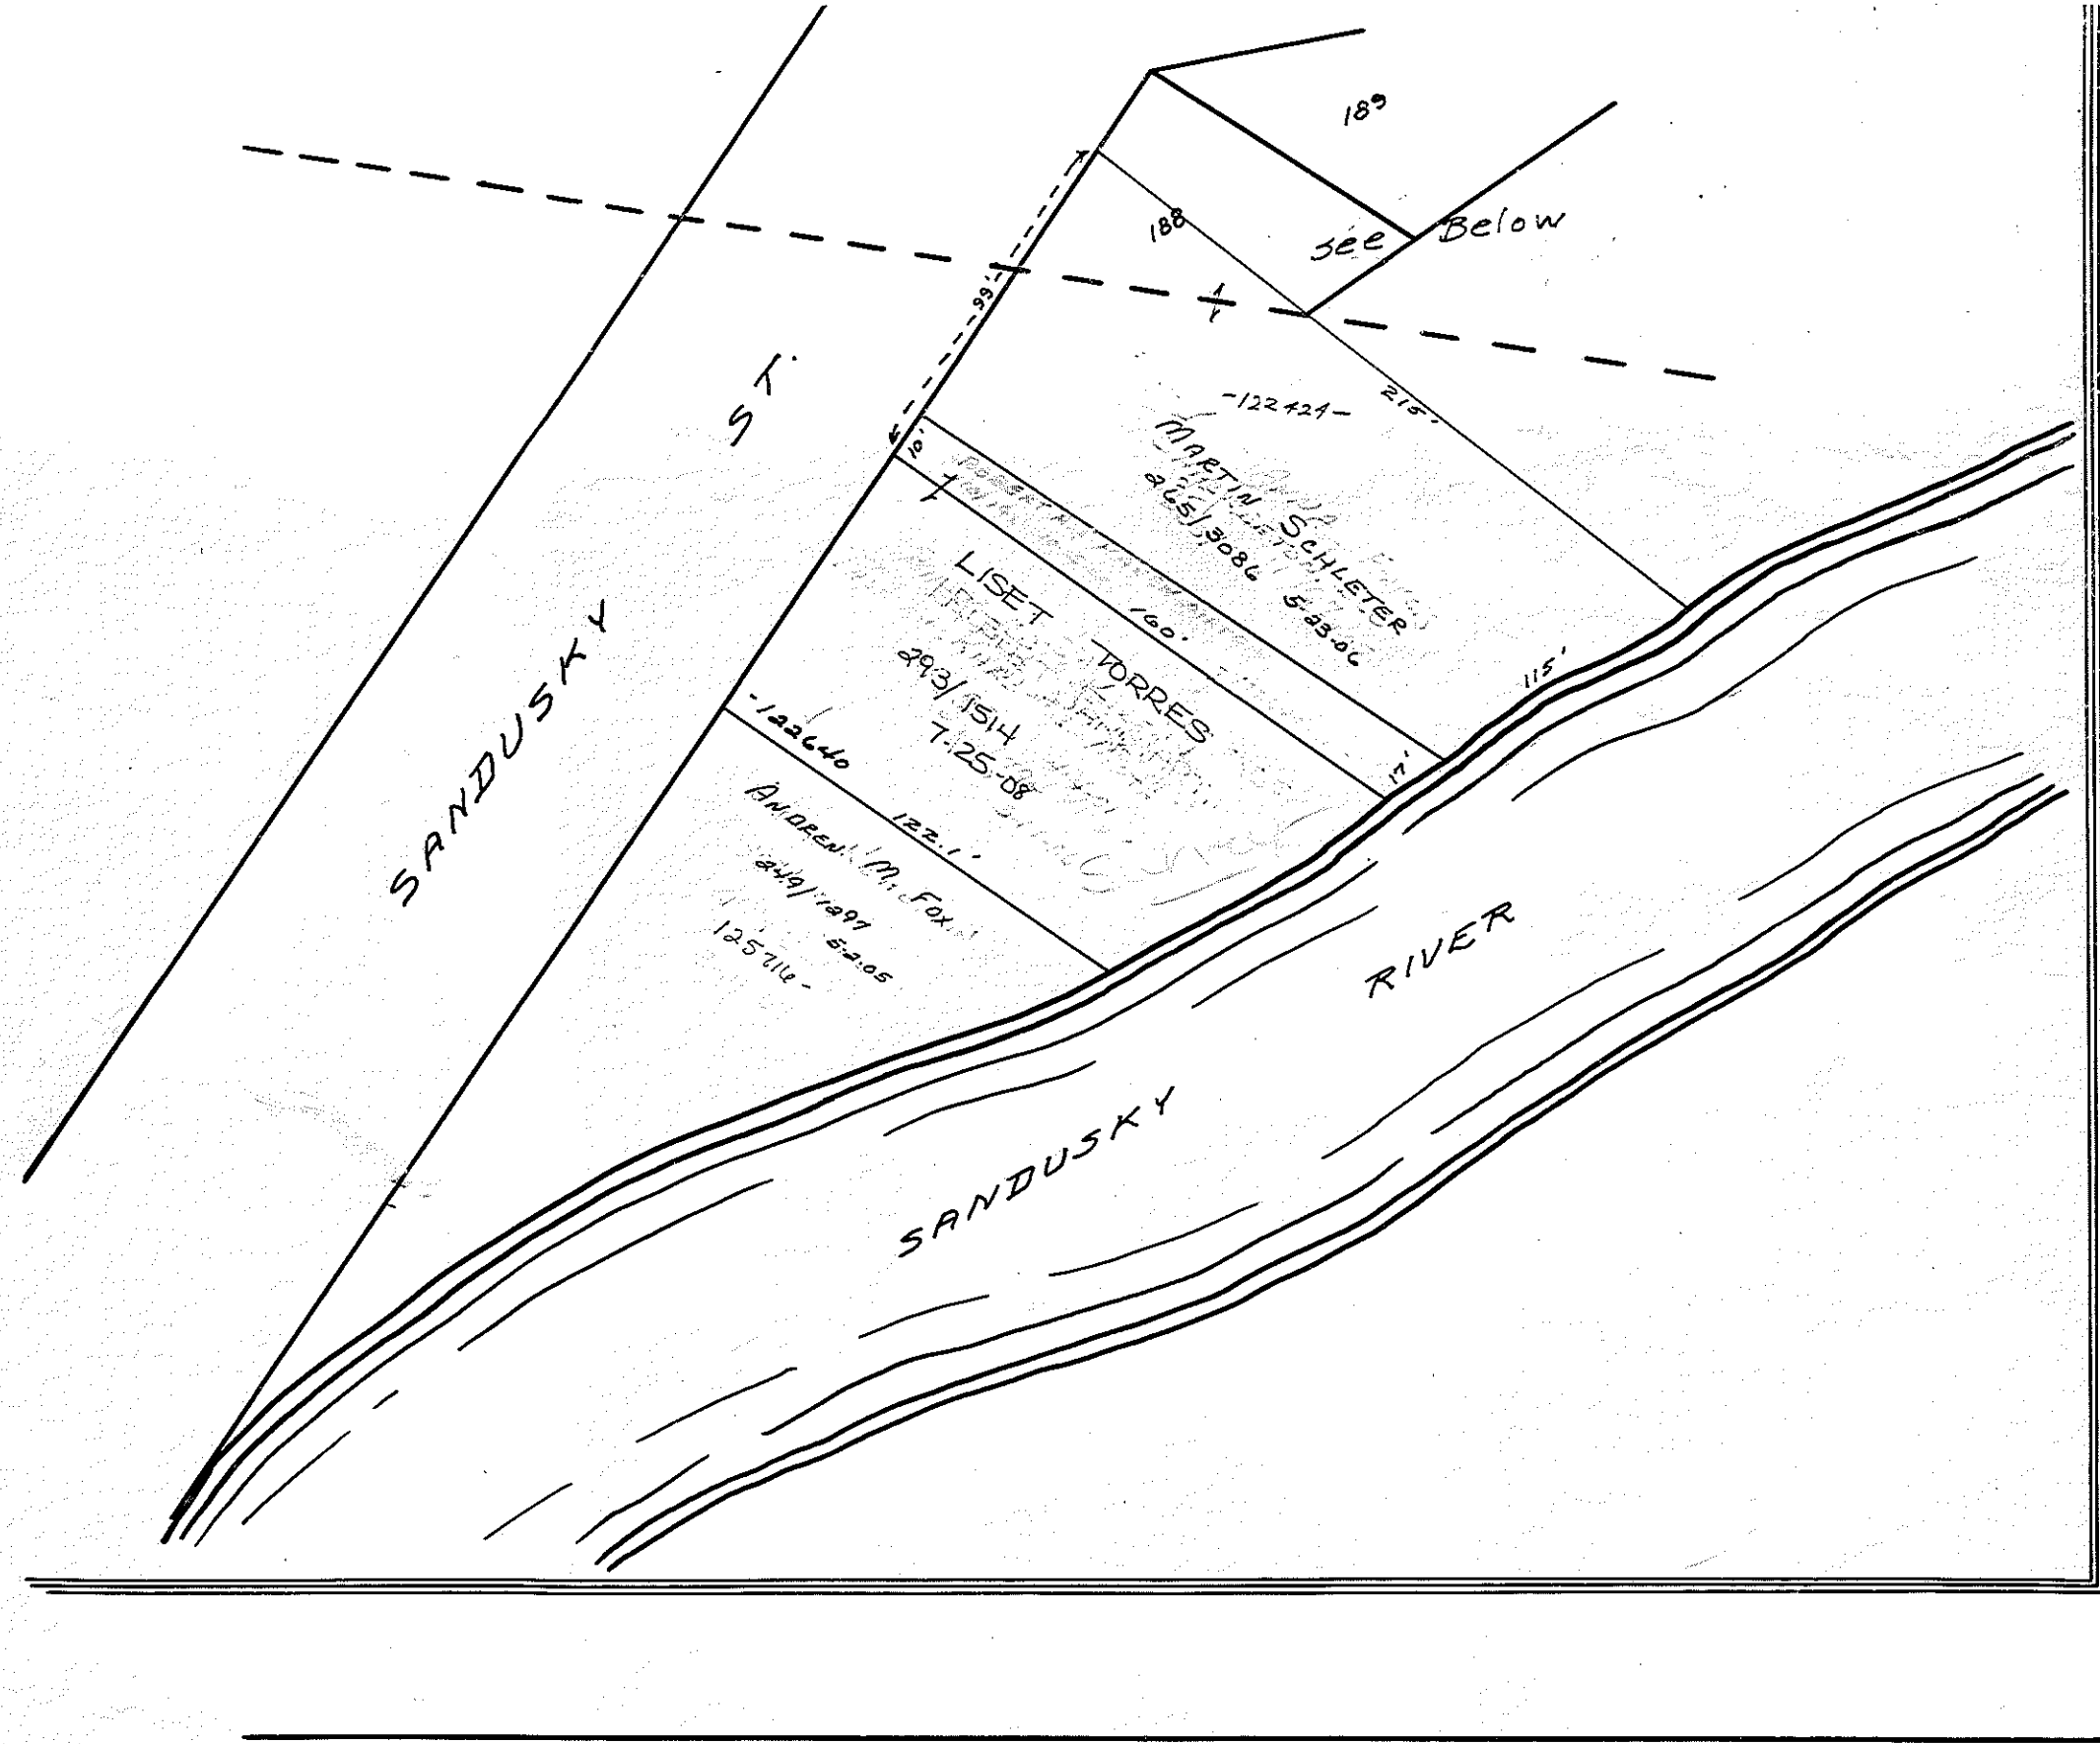 189
188
See Below
99'
ST.
215'
-122424-
MARTIN SCHLETER
265/3086 5-23-06
10'
LISET TORRES
293/1514
7-25-08
160'
115'
17'
SANDUSKY
-122640
122.1'
M. FOX
249/1297
5-2-05
125716-
RIVER
SANDUSKY